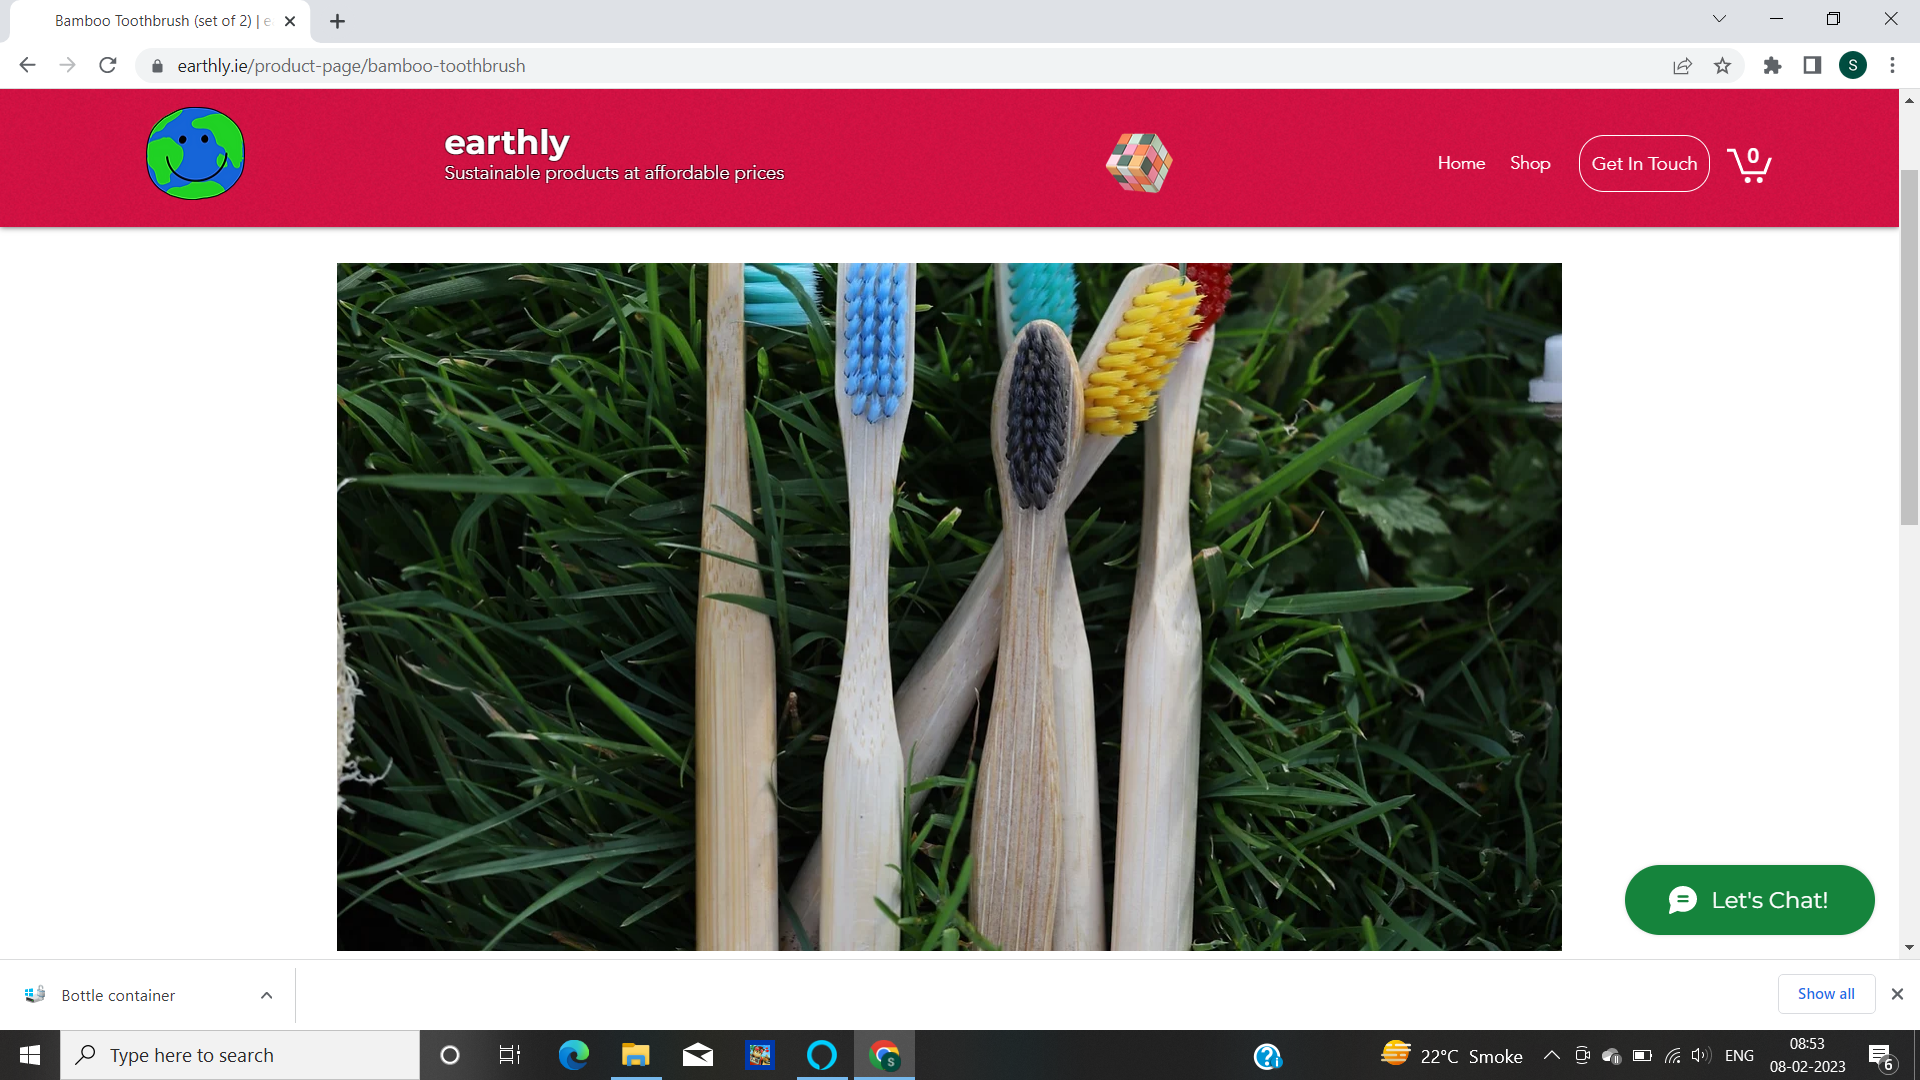 Bamboo Toothbrush (set of 2) | e
earthly.ie/product-page/bamboo-toothbrush
S
earthly
Sustainable products at affordable prices
Home
Shop
Get In Touch
0
Let's Chat!
Bottle container
Show all
Type here to search
S
22°C Smoke
ENG
08:53
08-02-2023
6